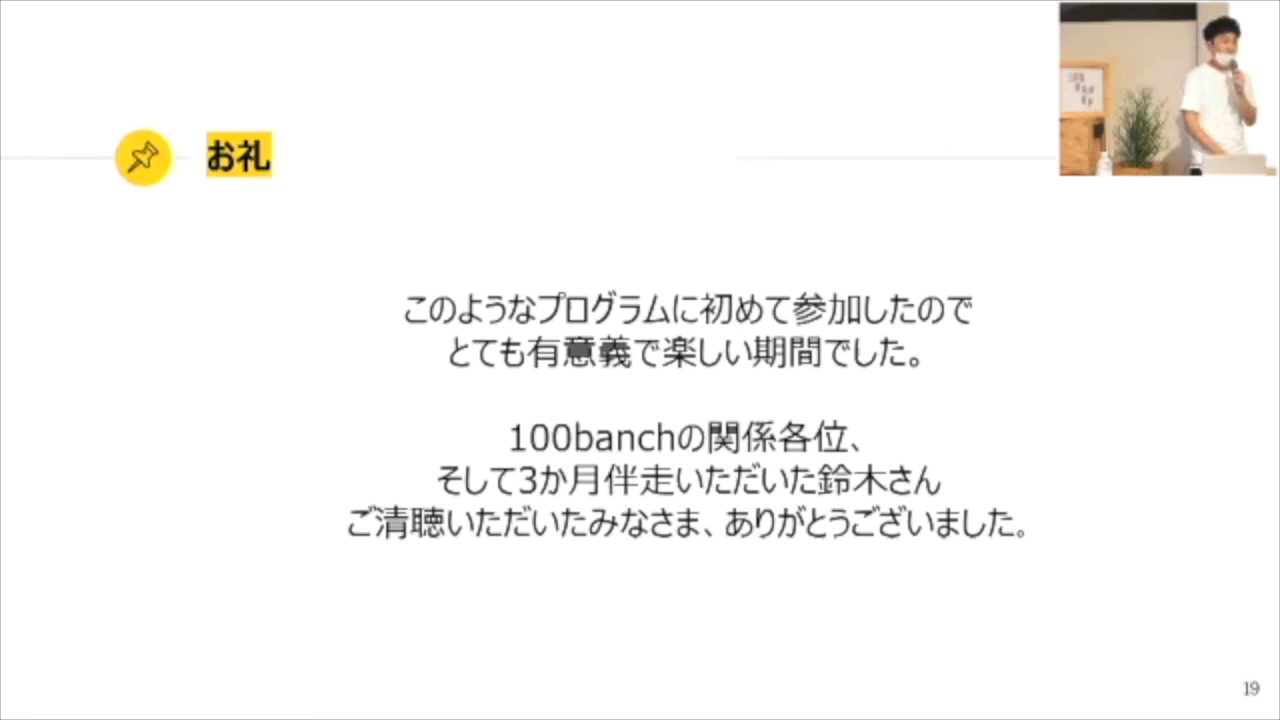 お礼
このようなプログラムに初めて参加したので
とても有意義で楽しい期間でした。
100banchの関係各位、
そして3か月伴走いただいた鈴木さん
ご清聴いただいたみなさま、ありがとうございました。
19